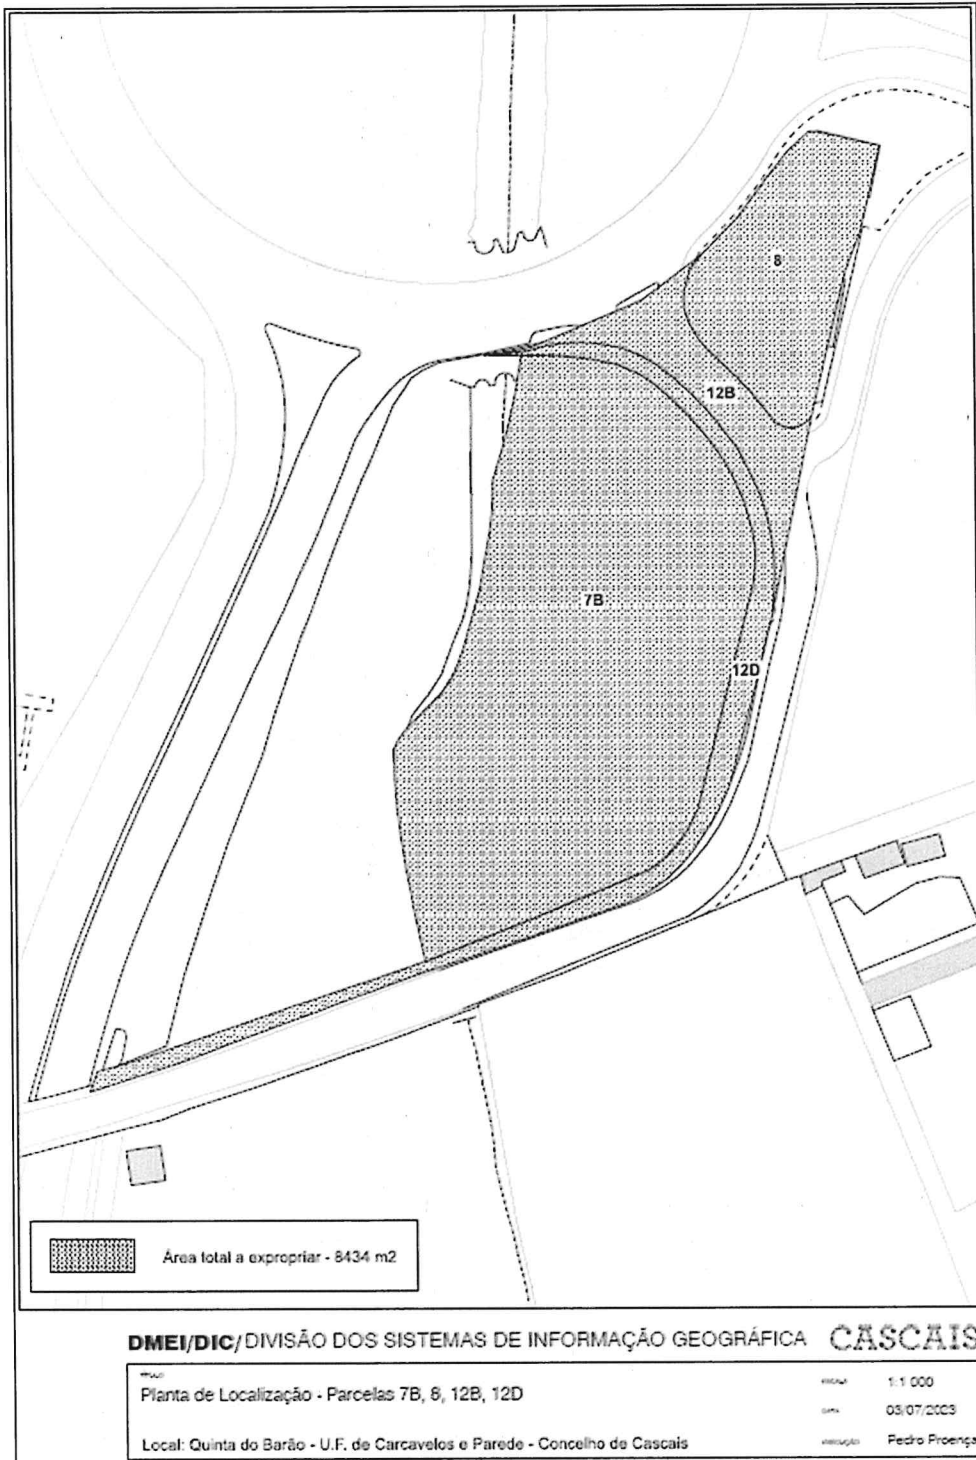 8
12B
7B
12D
Área total a expropriar - 8434 m2
DMEI/DIC/ DIVISÃO DOS SISTEMAS DE INFORMAÇÃO GEOGRÁFICA CASCAIS
Planta de Localização - Parcelas 7B, 8, 12B, 12D
1:1 000
03/07/2023
Local: Quinta do Barão - U.F. de Carcavelos e Parede - Concelho de Cascais
Pedro Proença